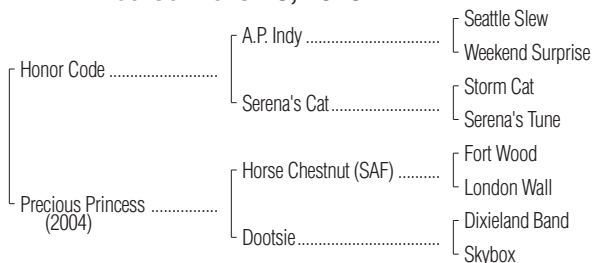 Seattle Slew
A.P. Indy ................................
Weekend Surprise
Honor Code ..........................
Storm Cat
Serena's Cat..........................
Serena's Tune
Fort Wood
Horse Chestnut (SAF) ..........
London Wall
Precious Princess ................
(2004)
Dixieland Band
Dootsie..................................
Skybox